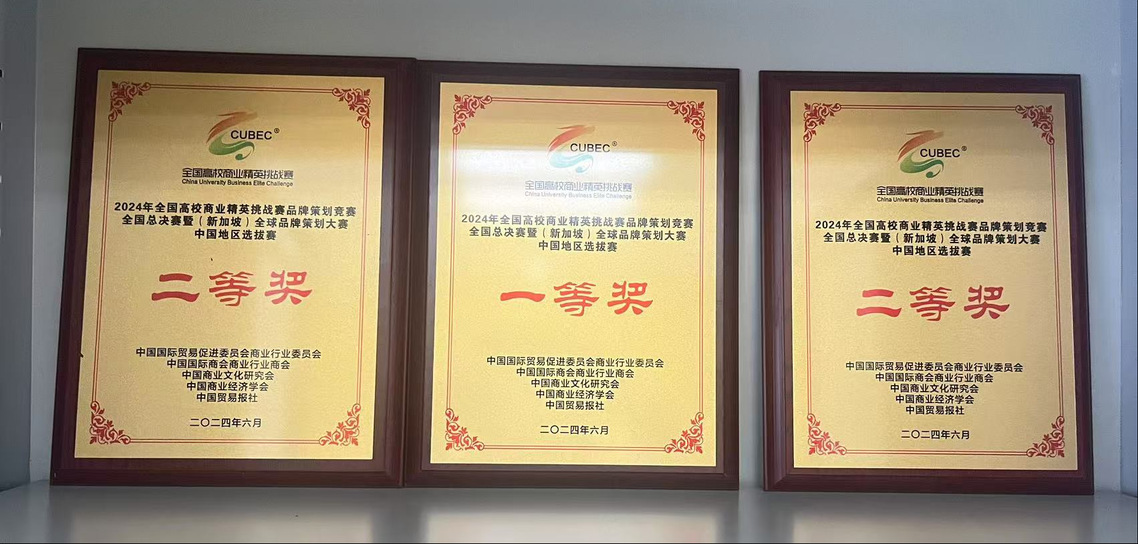 CUBEC®
全国高校商业精英挑战赛
China University Business Elite Challenge
2024年全国高校商业精英挑战赛品牌策划竞赛
全国总决赛暨（新加坡）全球品牌策划大赛
中国地区选拔赛
二等奖
中国国际贸易促进委员会商业行业委员会
中国国际商会商业行业商会
中国商业文化研究会
中国商业经济学会
中国贸易报社
二〇二四年六月
CUBEC®
全国高校商业精英挑战赛
China University Business Elite Challenge
2024年全国高校商业精英挑战赛品牌策划竞赛
全国总决赛暨（新加坡）全球品牌策划大赛
中国地区选拔赛
一等奖
中国国际贸易促进委员会商业行业委员会
中国国际商会商业行业商会
中国商业文化研究会
中国商业经济学会
中国贸易报社
二〇二四年六月
CUBEC®
全国高校商业精英挑战赛
China University Business Elite Challenge
2024年全国高校商业精英挑战赛品牌策划竞赛
全国总决赛暨（新加坡）全球品牌策划大赛
中国地区选拔赛
二等奖
中国国际贸易促进委员会商业行业委员会
中国国际商会商业行业商会
中国商业文化研究会
中国商业经济学会
中国贸易报社
二〇二四年六月